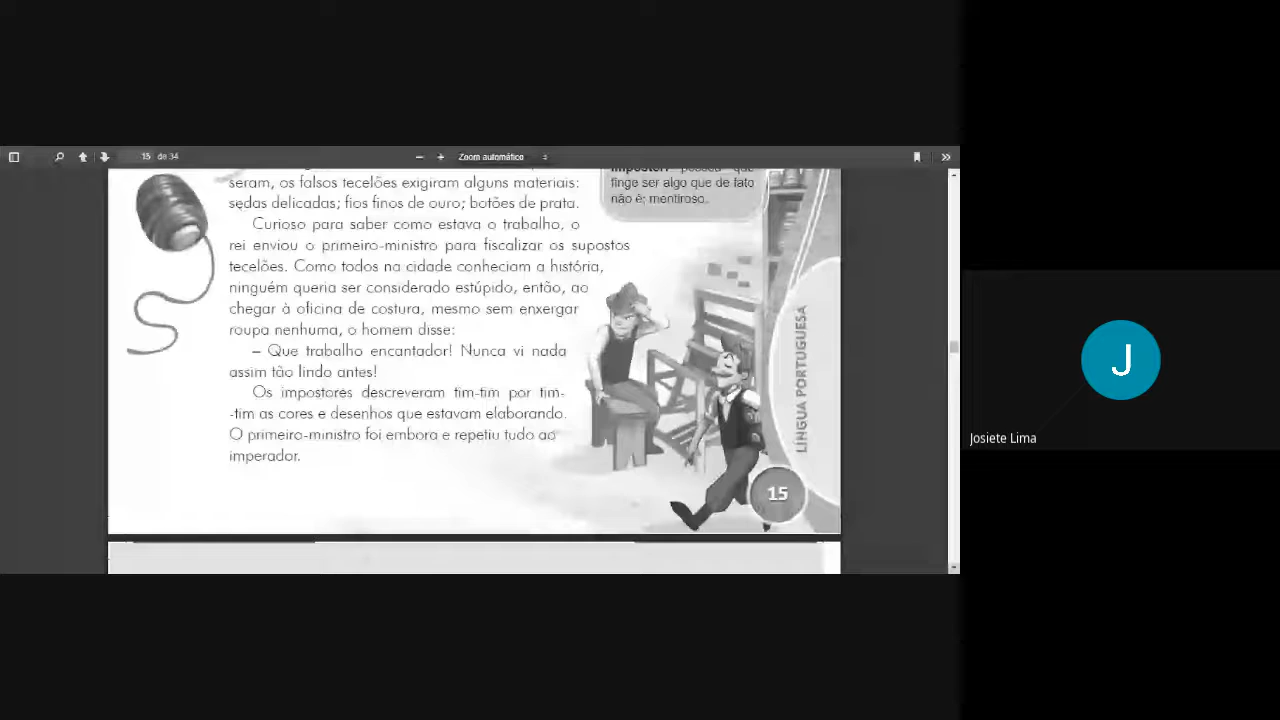 15 de 34
Zoom automático
seram, os falsos tecelões exigiram alguns materiais:
sedas delicadas; fios finos de ouro; botões de prata.
Curioso para saber como estava o trabalho, o
rei enviou o primeiro-ministro para fiscalizar os supostos
tecelões. Como todos na cidade conheciam a história,
ninguém queria ser considerado estúpido, então, ao
chegar à oficina de costura, mesmo sem enxergar
roupa nenhuma, o homem disse:
– Que trabalho encantador! Nunca vi nada
assim tão lindo antes!
Os impostores descreveram tim-tim por tim-
-tim as cores e desenhos que estavam elaborando.
O primeiro-ministro foi embora e repetiu tudo ao
imperador.
finge ser algo que de fato
não é; mentiroso.
LÍNGUA PORTUGUESA
15
J
Josiete Lima